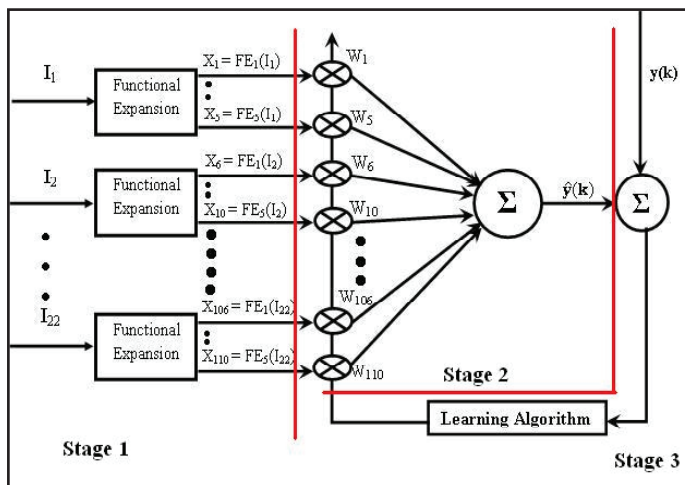 I₁
Functional
Expansion
X₁ = FE₁(I₁)
X₅ = FE₅(I₁)
I₂
Functional
Expansion
X₆ = FE₁(I₂)
X₁₀ = FE₅(I₂)
I₂₂
Functional
Expansion
X₁₀₆ = FE₁(I₂₂)
X₁₁₀ = FE₅(I₂₂)
Stage 1
W₁
W₅
W₆
W₁₀
W₁₀₆
W₁₁₀
Σ
ŷ(k)
Stage 2
y(k)
Σ
Learning Algorithm
Stage 3